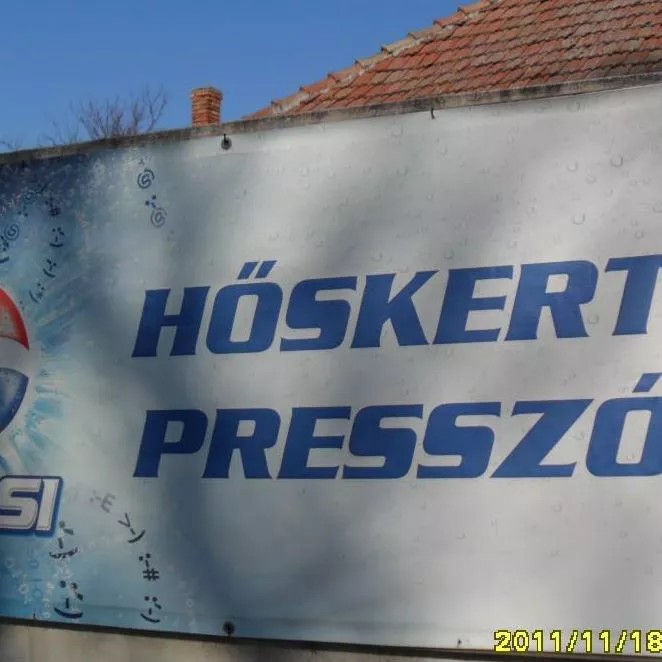 HŐSKERT
PRESSZÓ
SI
2011/11/18